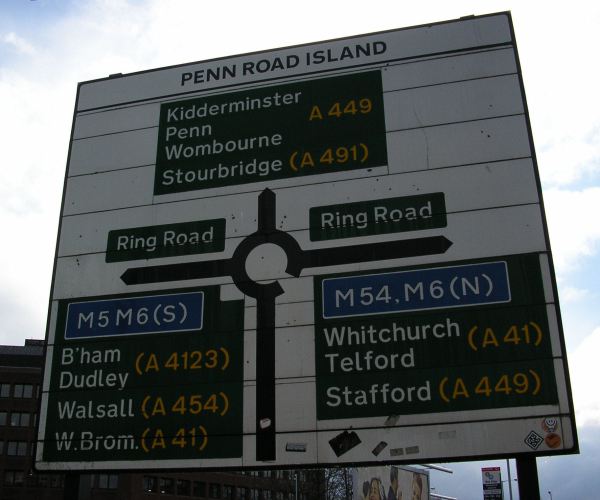 PENN ROAD ISLAND
Kidderminster A 449
Penn
Wombourne
Stourbridge (A 491)
Ring Road
Ring Road
M5 M6(S)
B'ham (A 4123)
Dudley
Walsall (A 454)
W.Brom. (A 41)
M54, M6(N)
Whitchurch (A 41)
Telford
Stafford (A 449)